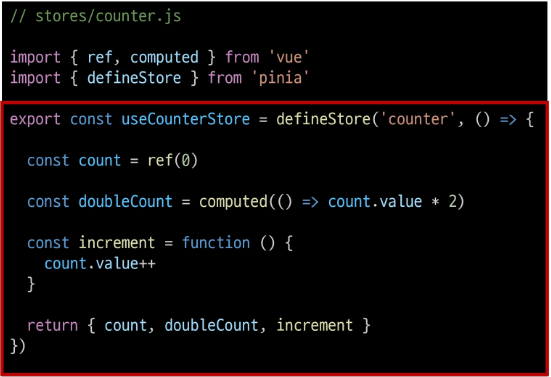 // stores/counter.js
import { ref, computed } from 'vue'
import { defineStore } from 'pinia'
export const useCounterStore = defineStore('counter', () => {
const count = ref(0)
const doubleCount = computed(() => count.value * 2)
const increment = function () {
count.value++
}
return { count, doubleCount, increment }
})